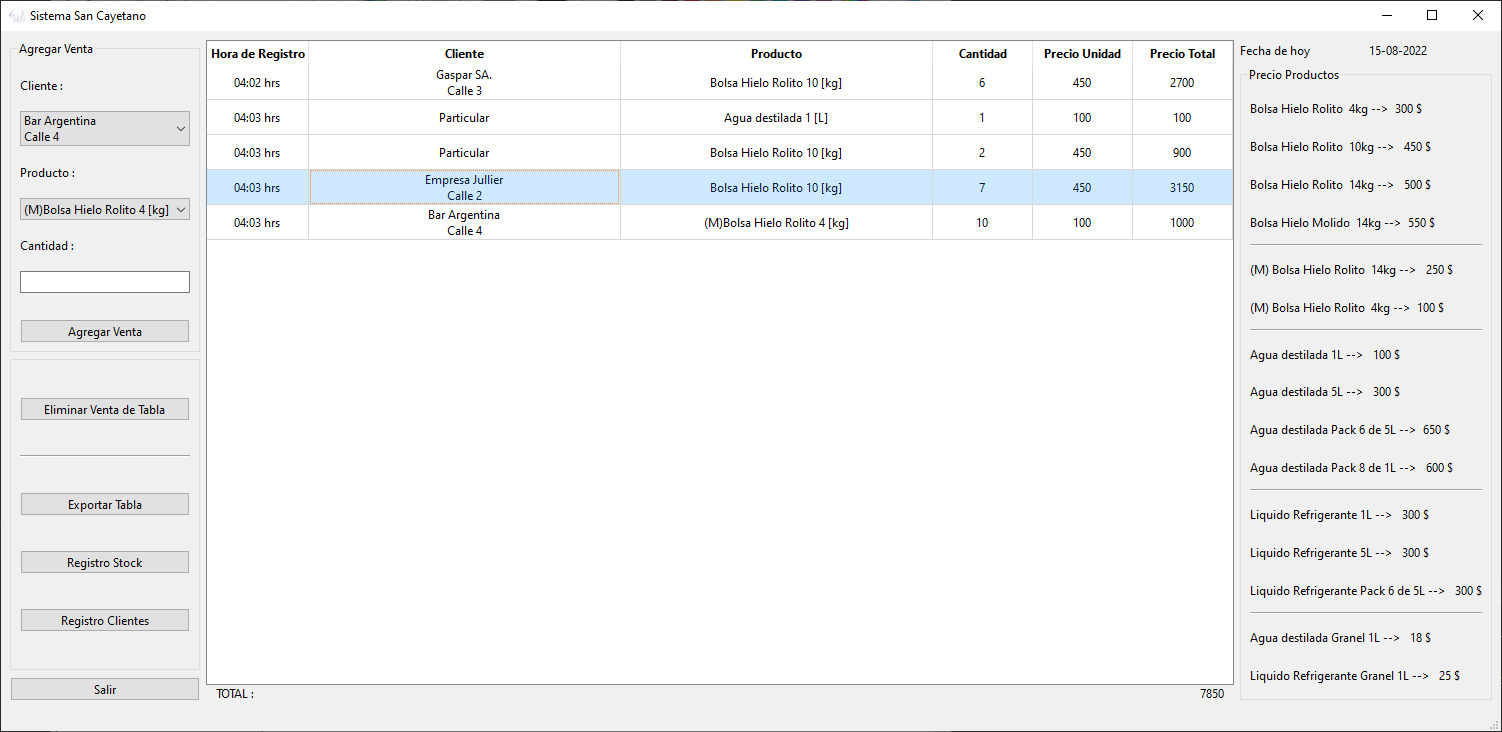 Sistema San Cayetano
Agregar Venta
Cliente :
Bar Argentina
Calle 4
Producto :
(M)Bolsa Hielo Rolito 4 [kg]
Cantidad :
Agregar Venta
Eliminar Venta de Tabla
Exportar Tabla
Registro Stock
Registro Clientes
Salir
Hora de Registro Cliente Producto Cantidad Precio Unidad Precio Total
04:02 hrs Gaspar SA. Bolsa Hielo Rolito 10 [kg] 6 450 2700
Calle 3
04:03 hrs Particular Agua destilada 1 [L] 1 100 100
04:03 hrs Particular Bolsa Hielo Rolito 10 [kg] 2 450 900
04:03 hrs Empresa Jullier Bolsa Hielo Rolito 10 [kg] 7 450 3150
Calle 2
04:03 hrs Bar Argentina (M)Bolsa Hielo Rolito 4 [kg] 10 100 1000
Calle 4
TOTAL : 7850
Fecha de hoy 15-08-2022
Precio Productos
Bolsa Hielo Rolito 4kg --> 300 $
Bolsa Hielo Rolito 10kg --> 450 $
Bolsa Hielo Rolito 14kg --> 500 $
Bolsa Hielo Molido 14kg --> 550 $
(M) Bolsa Hielo Rolito 14kg --> 250 $
(M) Bolsa Hielo Rolito 4kg --> 100 $
Agua destilada 1L --> 100 $
Agua destilada 5L --> 300 $
Agua destilada Pack 6 de 5L --> 650 $
Agua destilada Pack 8 de 1L --> 600 $
Liquido Refrigerante 1L --> 300 $
Liquido Refrigerante 5L --> 300 $
Liquido Refrigerante Pack 6 de 5L --> 300 $
Agua destilada Granel 1L --> 18 $
Liquido Refrigerante Granel 1L --> 25 $